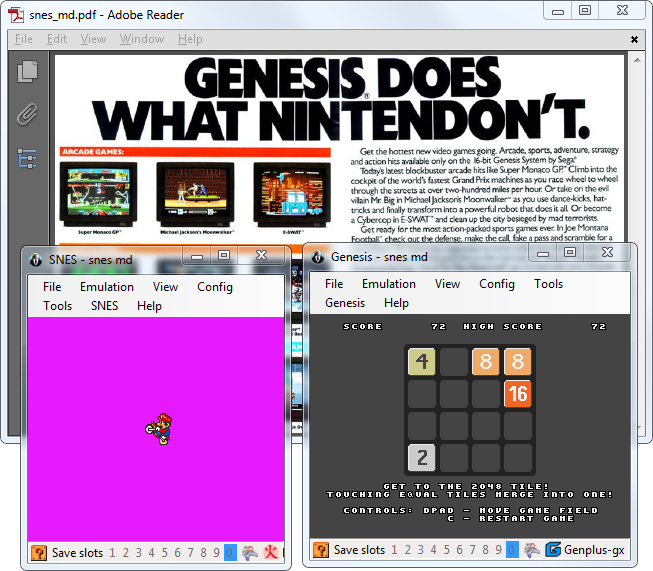 snes_md.pdf - Adobe Reader
File Edit View Window Help
GENESIS DOES
WHAT NINTENDON'T.
ARCADE GAMES:
Super Monaco GP™
Michael Jackson's Moonwalker™
E-SWAT™
Get the hottest new video games going. Arcade, sports, adventure, strategy
and action hits available only on the 16-bit Genesis System by Sega.®
Today's latest blockbuster arcade hits like Super Monaco GP.™ Climb into the
cockpit of the world's fastest Grand Prix machines as you race wheel to wheel
through the streets at over two-hundred miles per hour. Or take on the evil
villain Mr. Big in Michael Jackson's Moonwalker™ as you use dance-kicks, hat-
tricks and finally transform into a powerful robot that does it all. Or become
a Cybercop in E-SWAT™ and clean up the city besieged by mad terrorists.
Get ready for the most action-packed sports games ever. In Joe Montana
Football™ check out the defense, make the call, fake a pass and scramble for a
SNES - snes md
File Emulation View Config
Tools SNES Help
Save slots 1 2 3 4 5 6 7 8 9 0 火
Genesis - snes md
File Emulation View Config Tools
Genesis Help
SCORE 72 HIGH SCORE 72
4 8 8
16
2
GET TO THE 2048 TILE!
TOUCHING EQVAL TILES MERGE INTO ONE!
CONTROLS: DPAD - MOVE GAME FIELD
C - RESTART GAME
Save slots 1 2 3 4 5 6 7 8 9 0 Genplus-gx